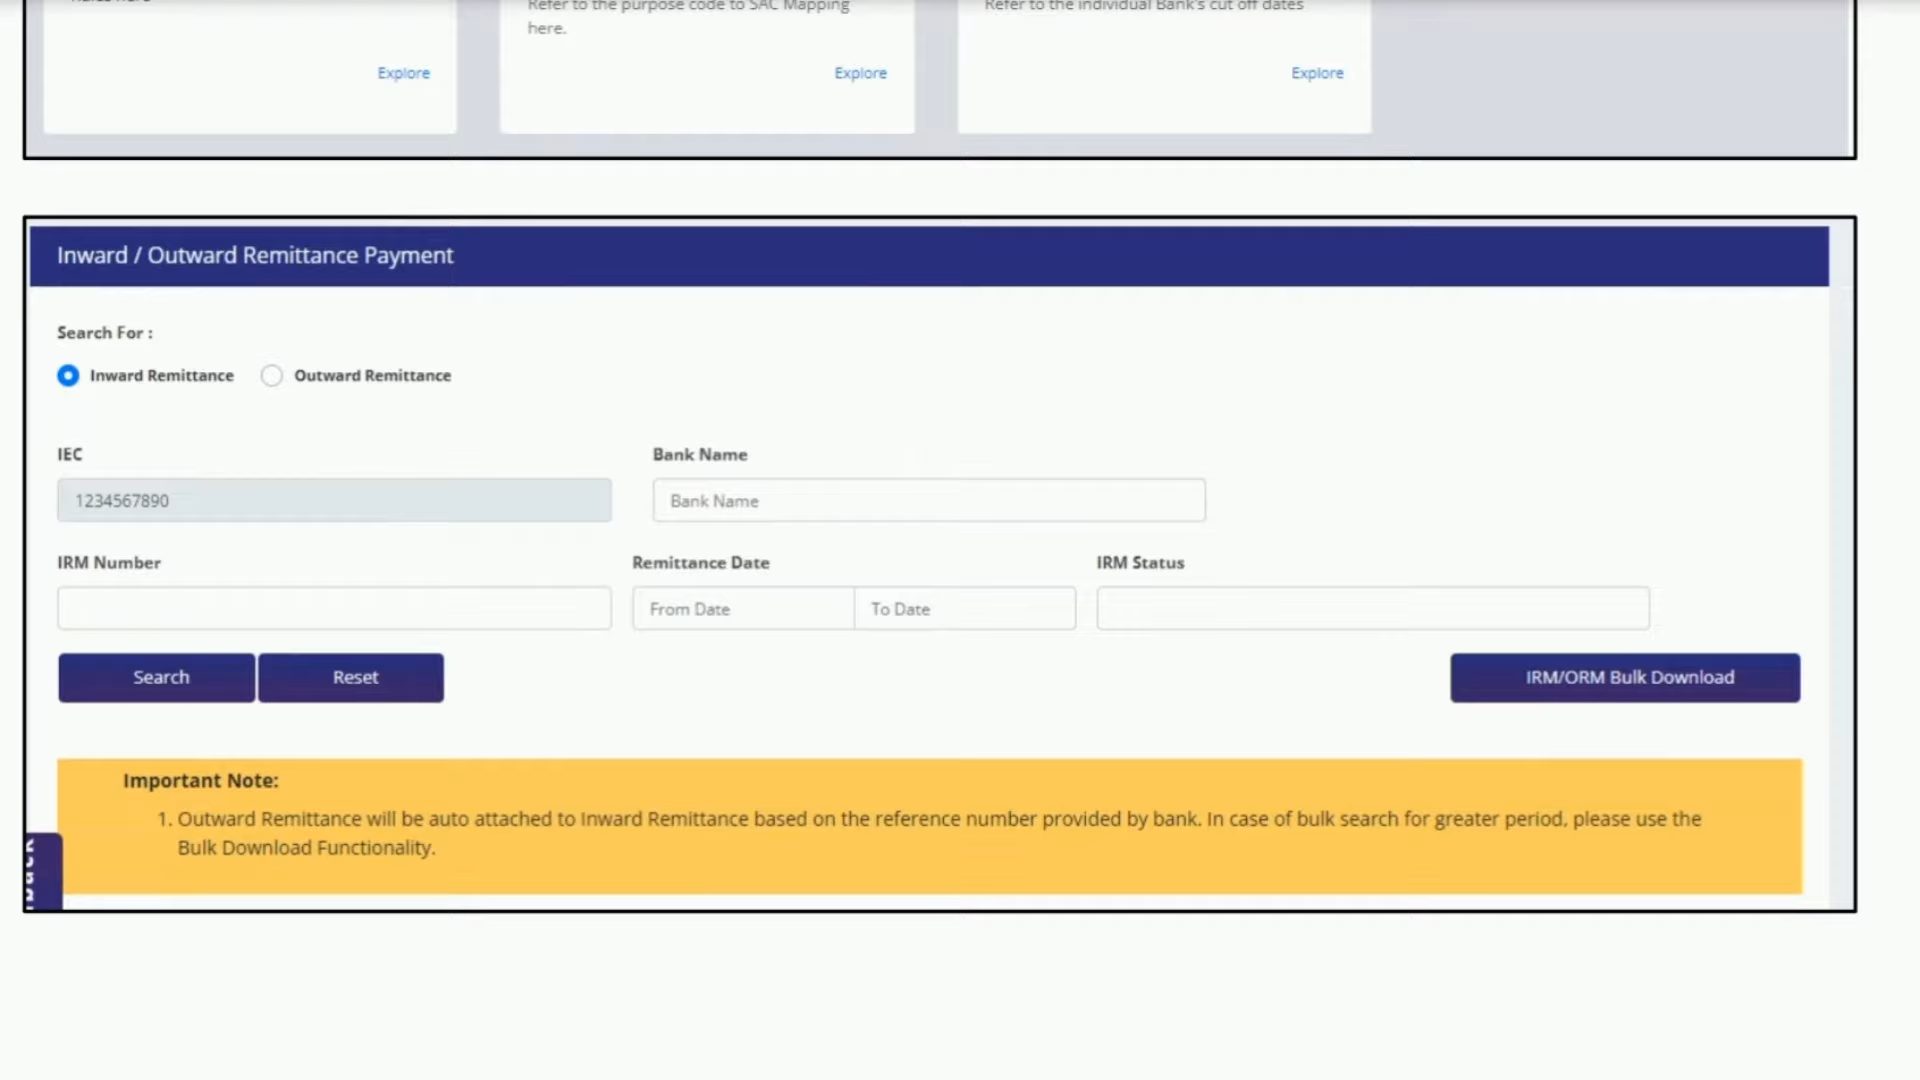 Refer to the purpose code to SAC Mapping
here.
Refer to the individual Bank's cut off dates
Explore
Explore
Explore
Inward / Outward Remittance Payment
Search For :
Inward Remittance
Outward Remittance
IEC
Bank Name
1234567890
Bank Name
IRM Number
Remittance Date
IRM Status
From Date
To Date
Search
Reset
IRM/ORM Bulk Download
Important Note:
1. Outward Remittance will be auto attached to Inward Remittance based on the reference number provided by bank. In case of bulk search for greater period, please use the
Bulk Download Functionality.